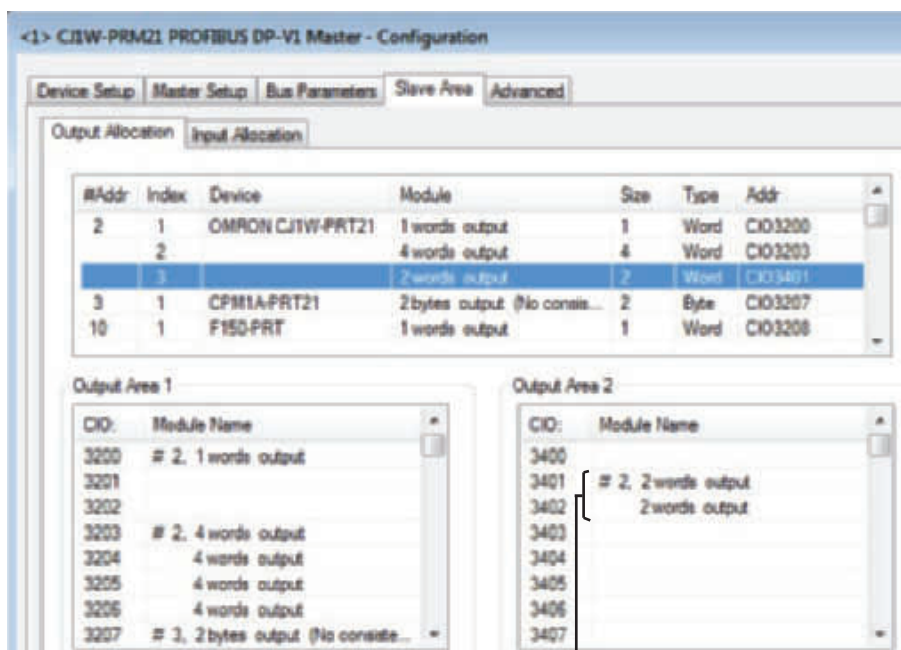 <1> CJ1W-PRM21 PROFIBUS DP-V1 Master - Configuration
Device Setup Master Setup Bus Parameters Slave Area Advanced
Output Allocation Input Allocation
#Addr Index Device Module Size Type Addr
2 1 OMRON CJ1W-PRT21 1 words output 1 Word CIO3200
2 4 words output 4 Word CIO3203
3 2 words output 2 Word CIO3401
3 1 CPM1A-PRT21 2 bytes output (No consis... 2 Byte CIO3207
10 1 F150-PRT 1 words output 1 Word CIO3208
Output Area 1
CIO: Module Name
3200 # 2, 1 words output
3201
3202
3203 # 2, 4 words output
3204 4 words output
3205 4 words output
3206 4 words output
3207 # 3, 2 bytes output (No consiste...
Output Area 2
CIO: Module Name
3400
3401 # 2, 2 words output
3402 2 words output
3403
3404
3405
3406
3407